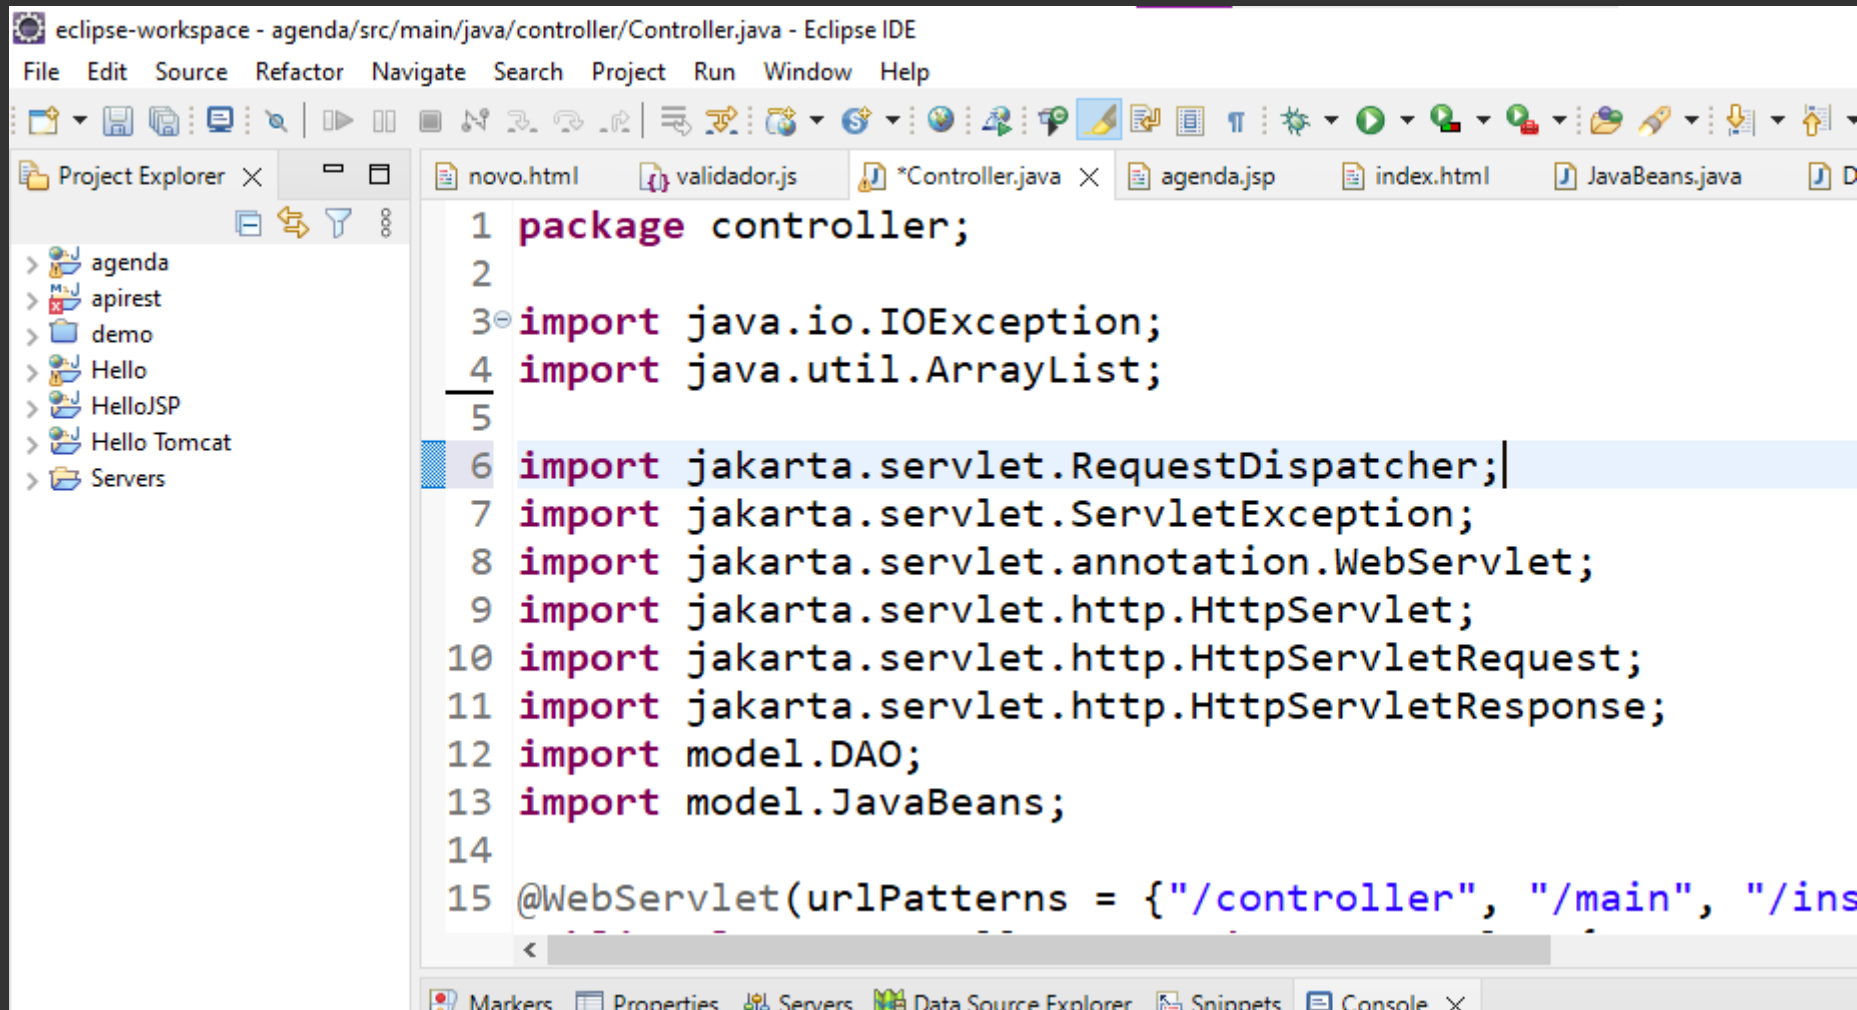 eclipse-workspace - agenda/src/main/java/controller/Controller.java - Eclipse IDE
File Edit Source Refactor Navigate Search Project Run Window Help
Project Explorer
novo.html validador.js *Controller.java agenda.jsp index.html JavaBeans.java D
agenda
apirest
demo
Hello
HelloJSP
Hello Tomcat
Servers
1 package controller;
2
3 import java.io.IOException;
4 import java.util.ArrayList;
5
6 import jakarta.servlet.RequestDispatcher;
7 import jakarta.servlet.ServletException;
8 import jakarta.servlet.annotation.WebServlet;
9 import jakarta.servlet.http.HttpServlet;
10 import jakarta.servlet.http.HttpServletRequest;
11 import jakarta.servlet.http.HttpServletResponse;
12 import model.DAO;
13 import model.JavaBeans;
14
15 @WebServlet(urlPatterns = {"/controller", "/main", "/ins
Markers Properties Servers Data Source Explorer Snippets Console